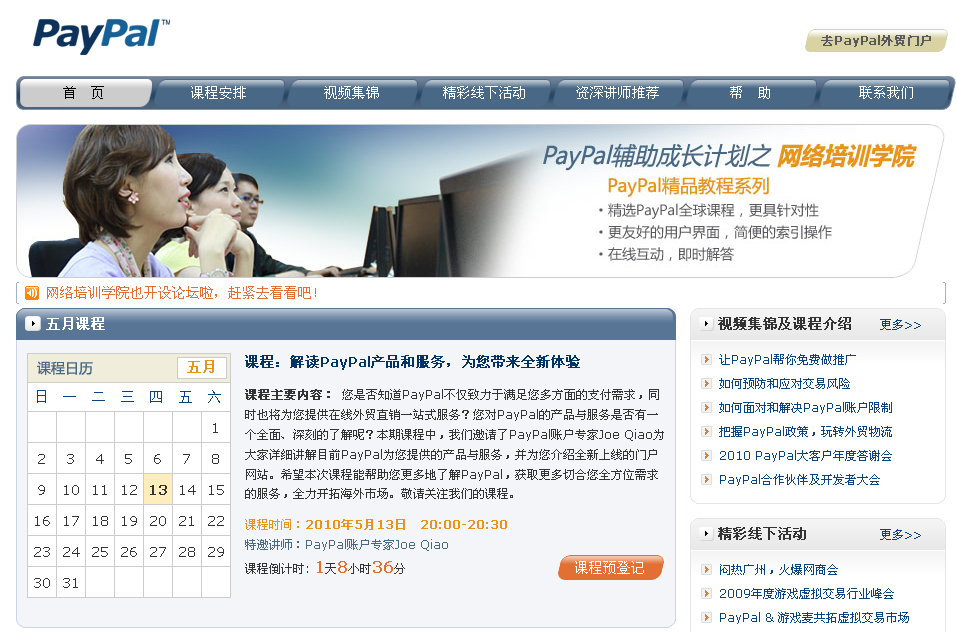 PayPal™
去PayPal外贸门户
首 页
课程安排
视频集锦
精彩线下活动
资深讲师推荐
帮 助
联系我们
PayPal辅助成长计划之 网络培训学院
PayPal精品教程系列
·精选PayPal全球课程，更具针对性
·更友好的用户界面，简便的索引操作
·在线互动，即时解答
网络培训学院也开设论坛啦，赶紧去看看吧！
五月课程
课程日历 五月
日 一 二 三 四 五 六
1
2 3 4 5 6 7 8
9 10 11 12 13 14 15
16 17 18 19 20 21 22
23 24 25 26 27 28 29
30 31
课程：解读PayPal产品和服务，为您带来全新体验
课程主要内容： 您是否知道PayPal不仅致力于满足您多方面的支付需求，同
时也将为您提供在线外贸直销一站式服务？您对PayPal的产品与服务是否有一
个全面、深刻的了解呢？本期课程中，我们邀请了PayPal账户专家Joe Qiao为
大家详细讲解目前PayPal为您提供的产品与服务，并为您介绍全新上线的门户
网站。希望本次课程能帮助您更多地了解PayPal，获取更多切合您全方位需求
的服务，全力开拓海外市场。敬请关注我们的课程。
课程时间：2010年5月13日 20:00-20:30
特邀讲师：PayPal账户专家Joe Qiao
课程倒计时：1天8小时36分
课程预登记
视频集锦及课程介绍 更多>>
让PayPal帮你免费做推广
如何预防和应对交易风险
如何面对和解决PayPal账户限制
把握PayPal政策，玩转外贸物流
2010 PayPal大客户年度答谢会
PayPal合作伙伴及开发者大会
精彩线下活动 更多>>
闷热广州，火爆网商会
2009年度游戏虚拟交易行业峰会
PayPal & 游戏麦共拓虚拟交易市场